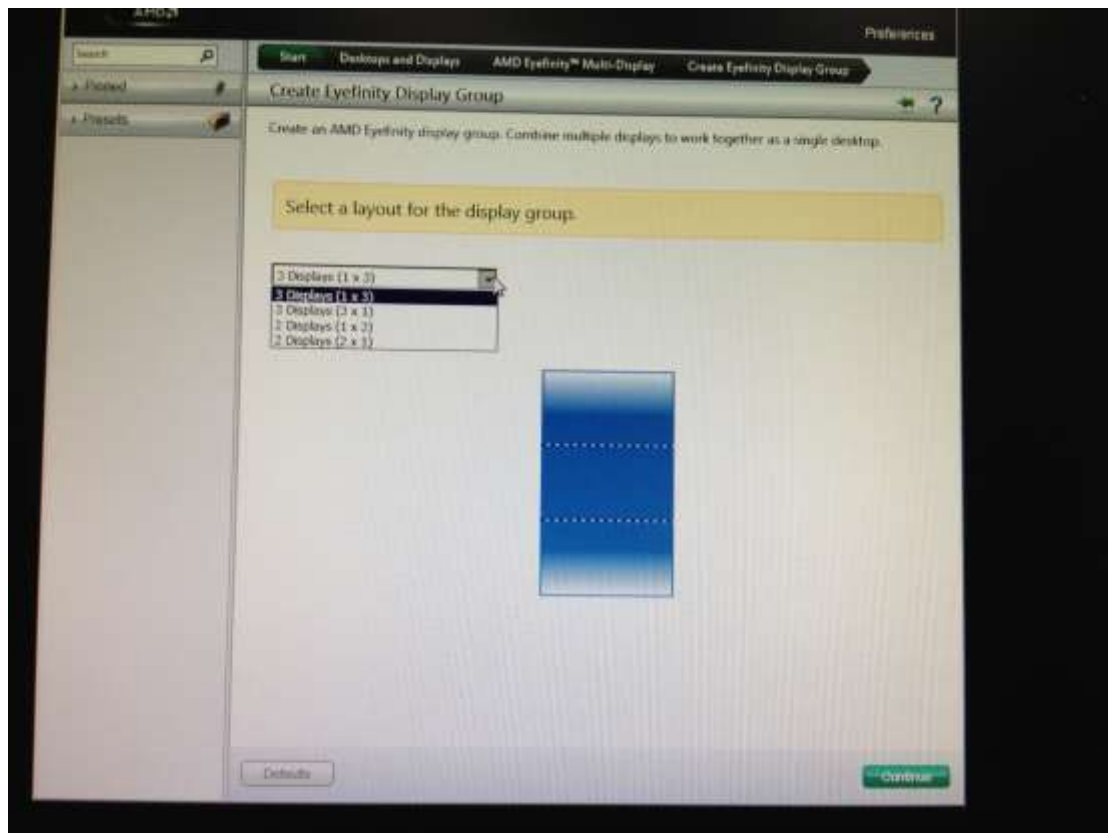 AMD
Preferences
Search
Start Desktops and Displays AMD Eyefinity™ Multi-Display Create Eyefinity Display Group
Pinned
Create Eyefinity Display Group
?
Presets
Create an AMD Eyefinity display group. Combine multiple displays to work together as a single desktop.
Select a layout for the display group.
3 Displays (1 x 3)
3 Displays (1 x 3)
3 Displays (3 x 1)
2 Displays (1 x 2)
2 Displays (2 x 1)
Defaults
Continue